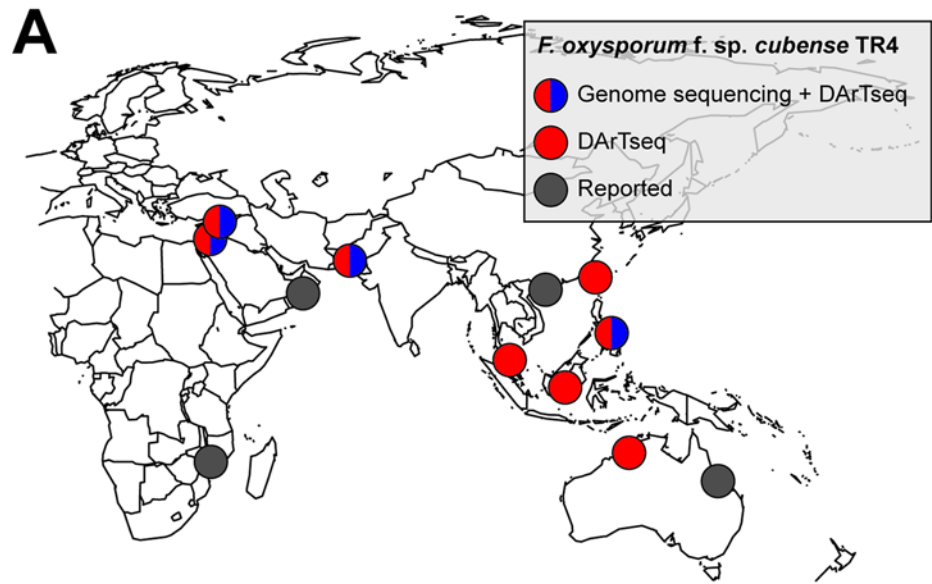 A
F. oxysporum f. sp. cubense TR4
Genome sequencing + DArTseq
DArTseq
Reported